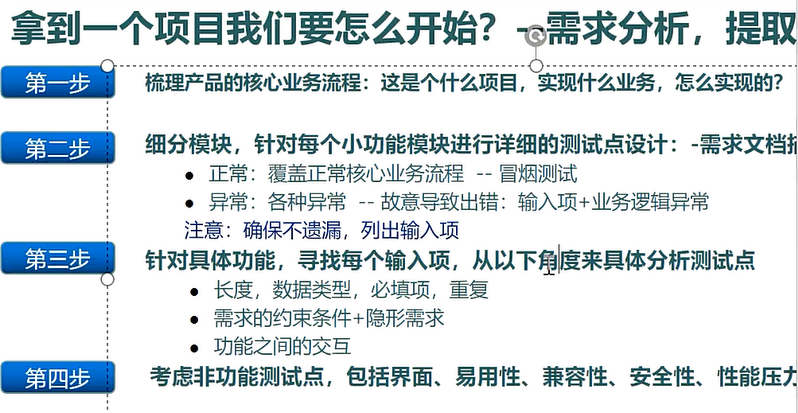 拿到一个项目我们要怎么开始？--需求分析，提取
第一步 梳理产品的核心业务流程：这是个什么项目，实现什么业务，怎么实现的?
第二步 细分模块，针对每个小功能模块进行详细的测试点设计：-需求文档
● 正常：覆盖正常核心业务流程 -- 冒烟测试
● 异常：各种异常 -- 故意导致出错：输入项+业务逻辑异常
注意：确保不遗漏，列出输入项
第三步 针对具体功能，寻找每个输入项，从以下角度来具体分析测试点
● 长度，数据类型，必填项，重复
● 需求的约束条件+隐形需求
● 功能之间的交互
第四步 考虑非功能测试点，包括界面、易用性、兼容性、安全性、性能压